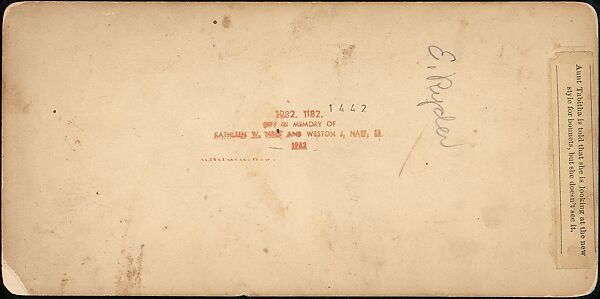 1982. 1182. 1442
GIFT IN MEMORY OF
KATHLEEN W. NAEF AND WESTON J. NAEF, SR.
1982
E. Ryder
Aunt Tabitha is told that she is looking at the new
style for bonnets, but she doesn't see it.